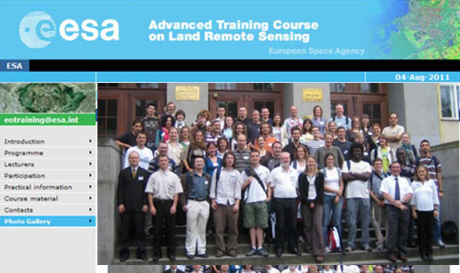 esa
Advanced Training Course
on Land Remote Sensing
European Space Agency
ESA
04-Aug-2011
eotraining@esa.int
Introduction
Programme
Lecturers
Participation
Practical information
Course material
Contacts
Photo Gallery